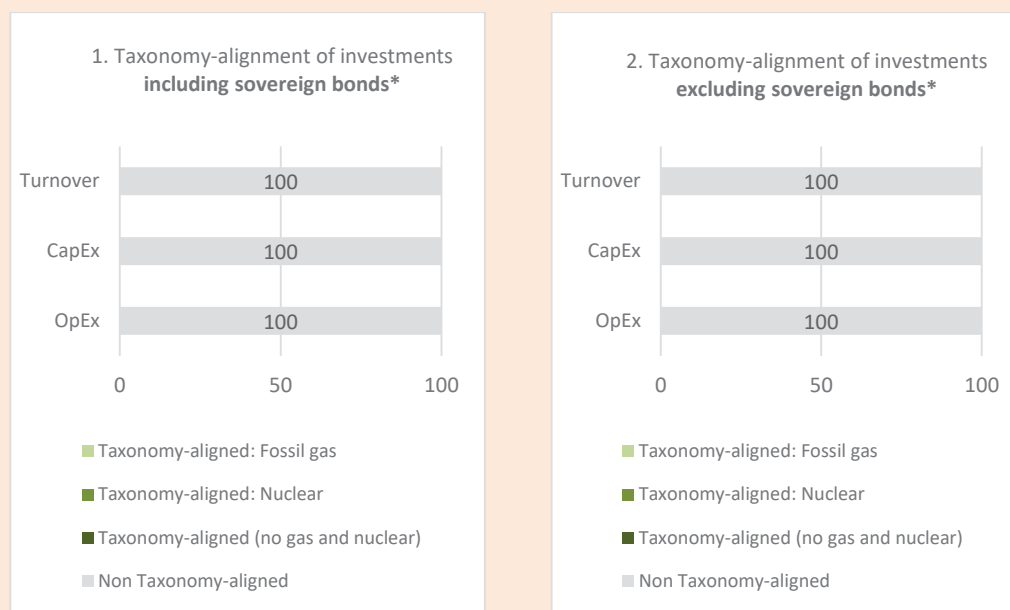 1. Taxonomy-alignment of investments
including sovereign bonds*
Turnover
100
CapEx
100
OpEx
100
0
50
100
Taxonomy-aligned: Fossil gas
Taxonomy-aligned: Nuclear
Taxonomy-aligned (no gas and nuclear)
Non Taxonomy-aligned
2. Taxonomy-alignment of investments
excluding sovereign bonds*
Turnover
100
CapEx
100
OpEx
100
0
50
100
Taxonomy-aligned: Fossil gas
Taxonomy-aligned: Nuclear
Taxonomy-aligned (no gas and nuclear)
Non Taxonomy-aligned